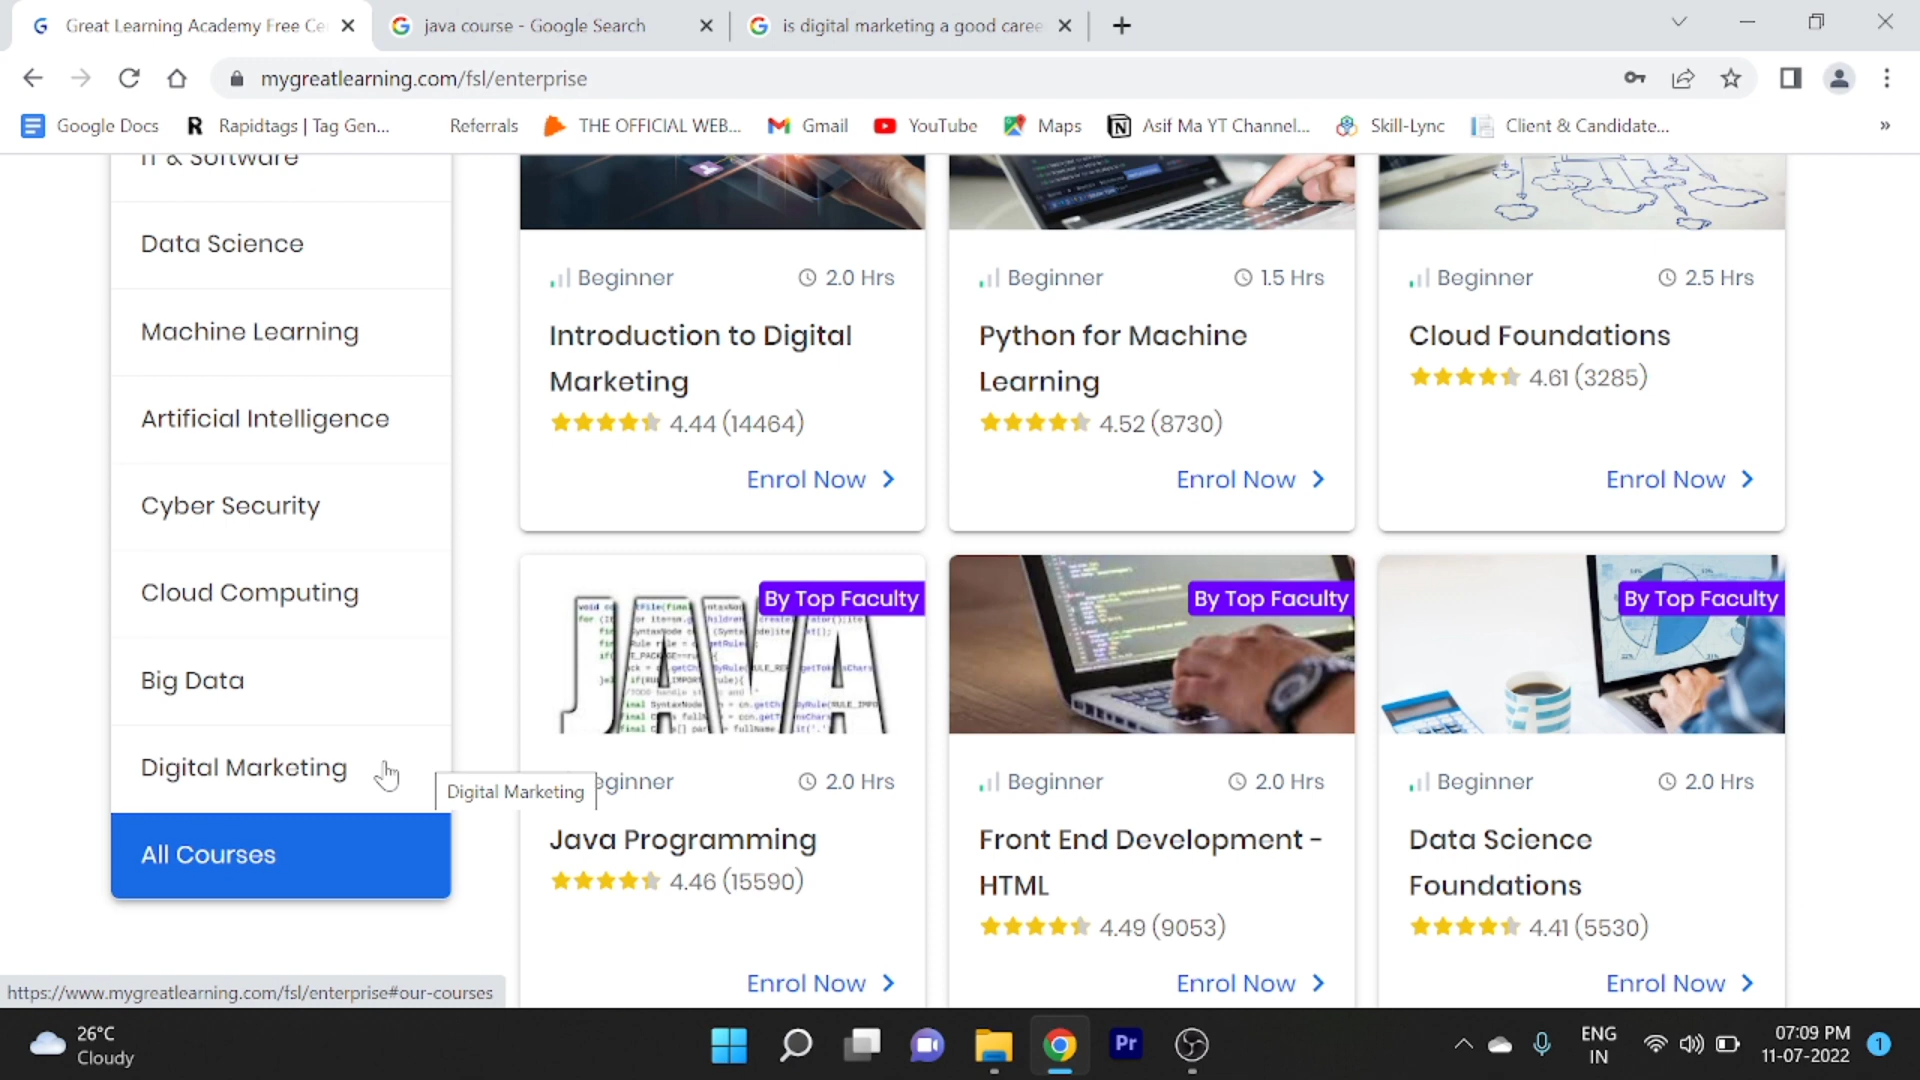 Great Learning Academy Free Ce
java course - Google Search
is digital marketing a good caree
mygreatlearning.com/fsl/enterprise
Google Docs
Rapidtags | Tag Gen...
Referrals
THE OFFICIAL WEB...
Gmail
YouTube
Maps
Asif Ma YT Channel...
Skill-Lync
Client & Candidate...
IT & Software
Data Science
Machine Learning
Artificial Intelligence
Cyber Security
Cloud Computing
Big Data
Digital Marketing
Digital Marketing
All Courses
Beginner
2.0 Hrs
Introduction to Digital
Marketing
4.44 (14464)
Enrol Now
Beginner
1.5 Hrs
Python for Machine
Learning
4.52 (8730)
Enrol Now
Beginner
2.5 Hrs
Cloud Foundations
4.61 (3285)
Enrol Now
JAVA
By Top Faculty
eginner
2.0 Hrs
Java Programming
4.46 (15590)
Enrol Now
By Top Faculty
Beginner
2.0 Hrs
Front End Development -
HTML
4.49 (9053)
Enrol Now
By Top Faculty
Beginner
2.0 Hrs
Data Science
Foundations
4.41 (5530)
Enrol Now
https://www.mygreatlearning.com/fsl/enterprise#our-courses
26°C
Cloudy
Pr
ENG
IN
07:09 PM
11-07-2022
1